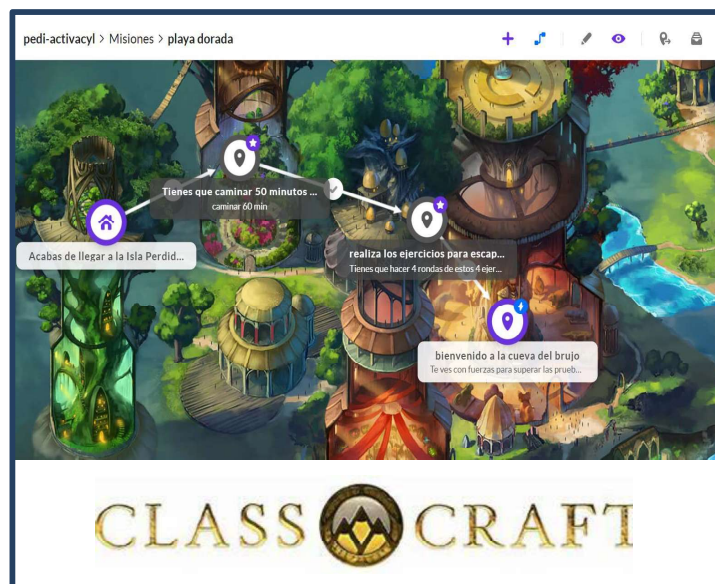 pedi-activacyl > Misiones > playa dorada
Tienes que caminar 50 minutos ...
caminar 60 min
Acabas de llegar a la Isla Perdid...
realiza los ejercicios para escap...
Tienes que hacer 4 rondas de estos 4 ejer...
bienvenido a la cueva del brujo
Te ves con fuerzas para superar las prueb...
CLASS CRAFT